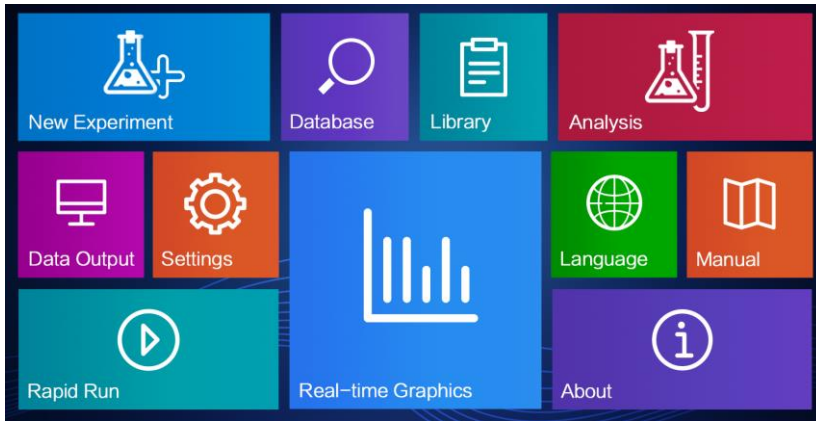 New Experiment
Database
Library
Analysis
Data Output
Settings
Real-time Graphics
Language
Manual
Rapid Run
About